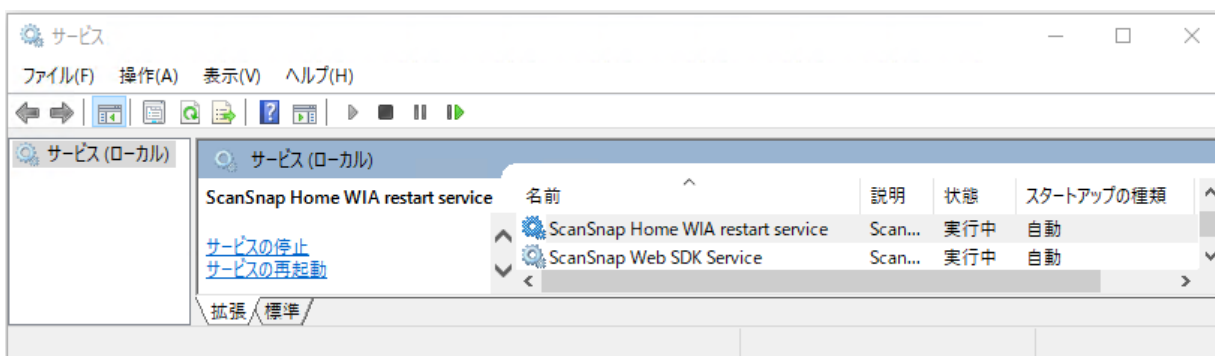 サービス
ファイル(F) 操作(A) 表示(V) ヘルプ(H)
サービス (ローカル)
サービス (ローカル)
ScanSnap Home WIA restart service
サービスの停止
サービスの再起動
名前 説明 状態 スタートアップの種類
ScanSnap Home WIA restart service Scan... 実行中 自動
ScanSnap Web SDK Service Scan... 実行中 自動
拡張 標準